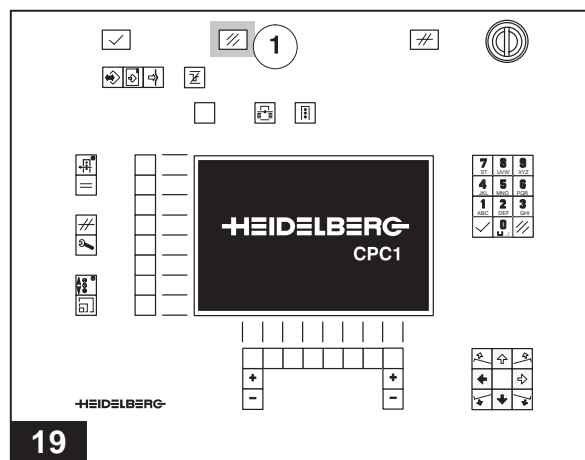 1
7 8 9
ST UVW XYZ
4 5 6
JKL MNO PQR
1 2 3
ABC DEF GHI
0
HEIDELBERG
CPC1
+ +
− −
HEIDELBERG
19